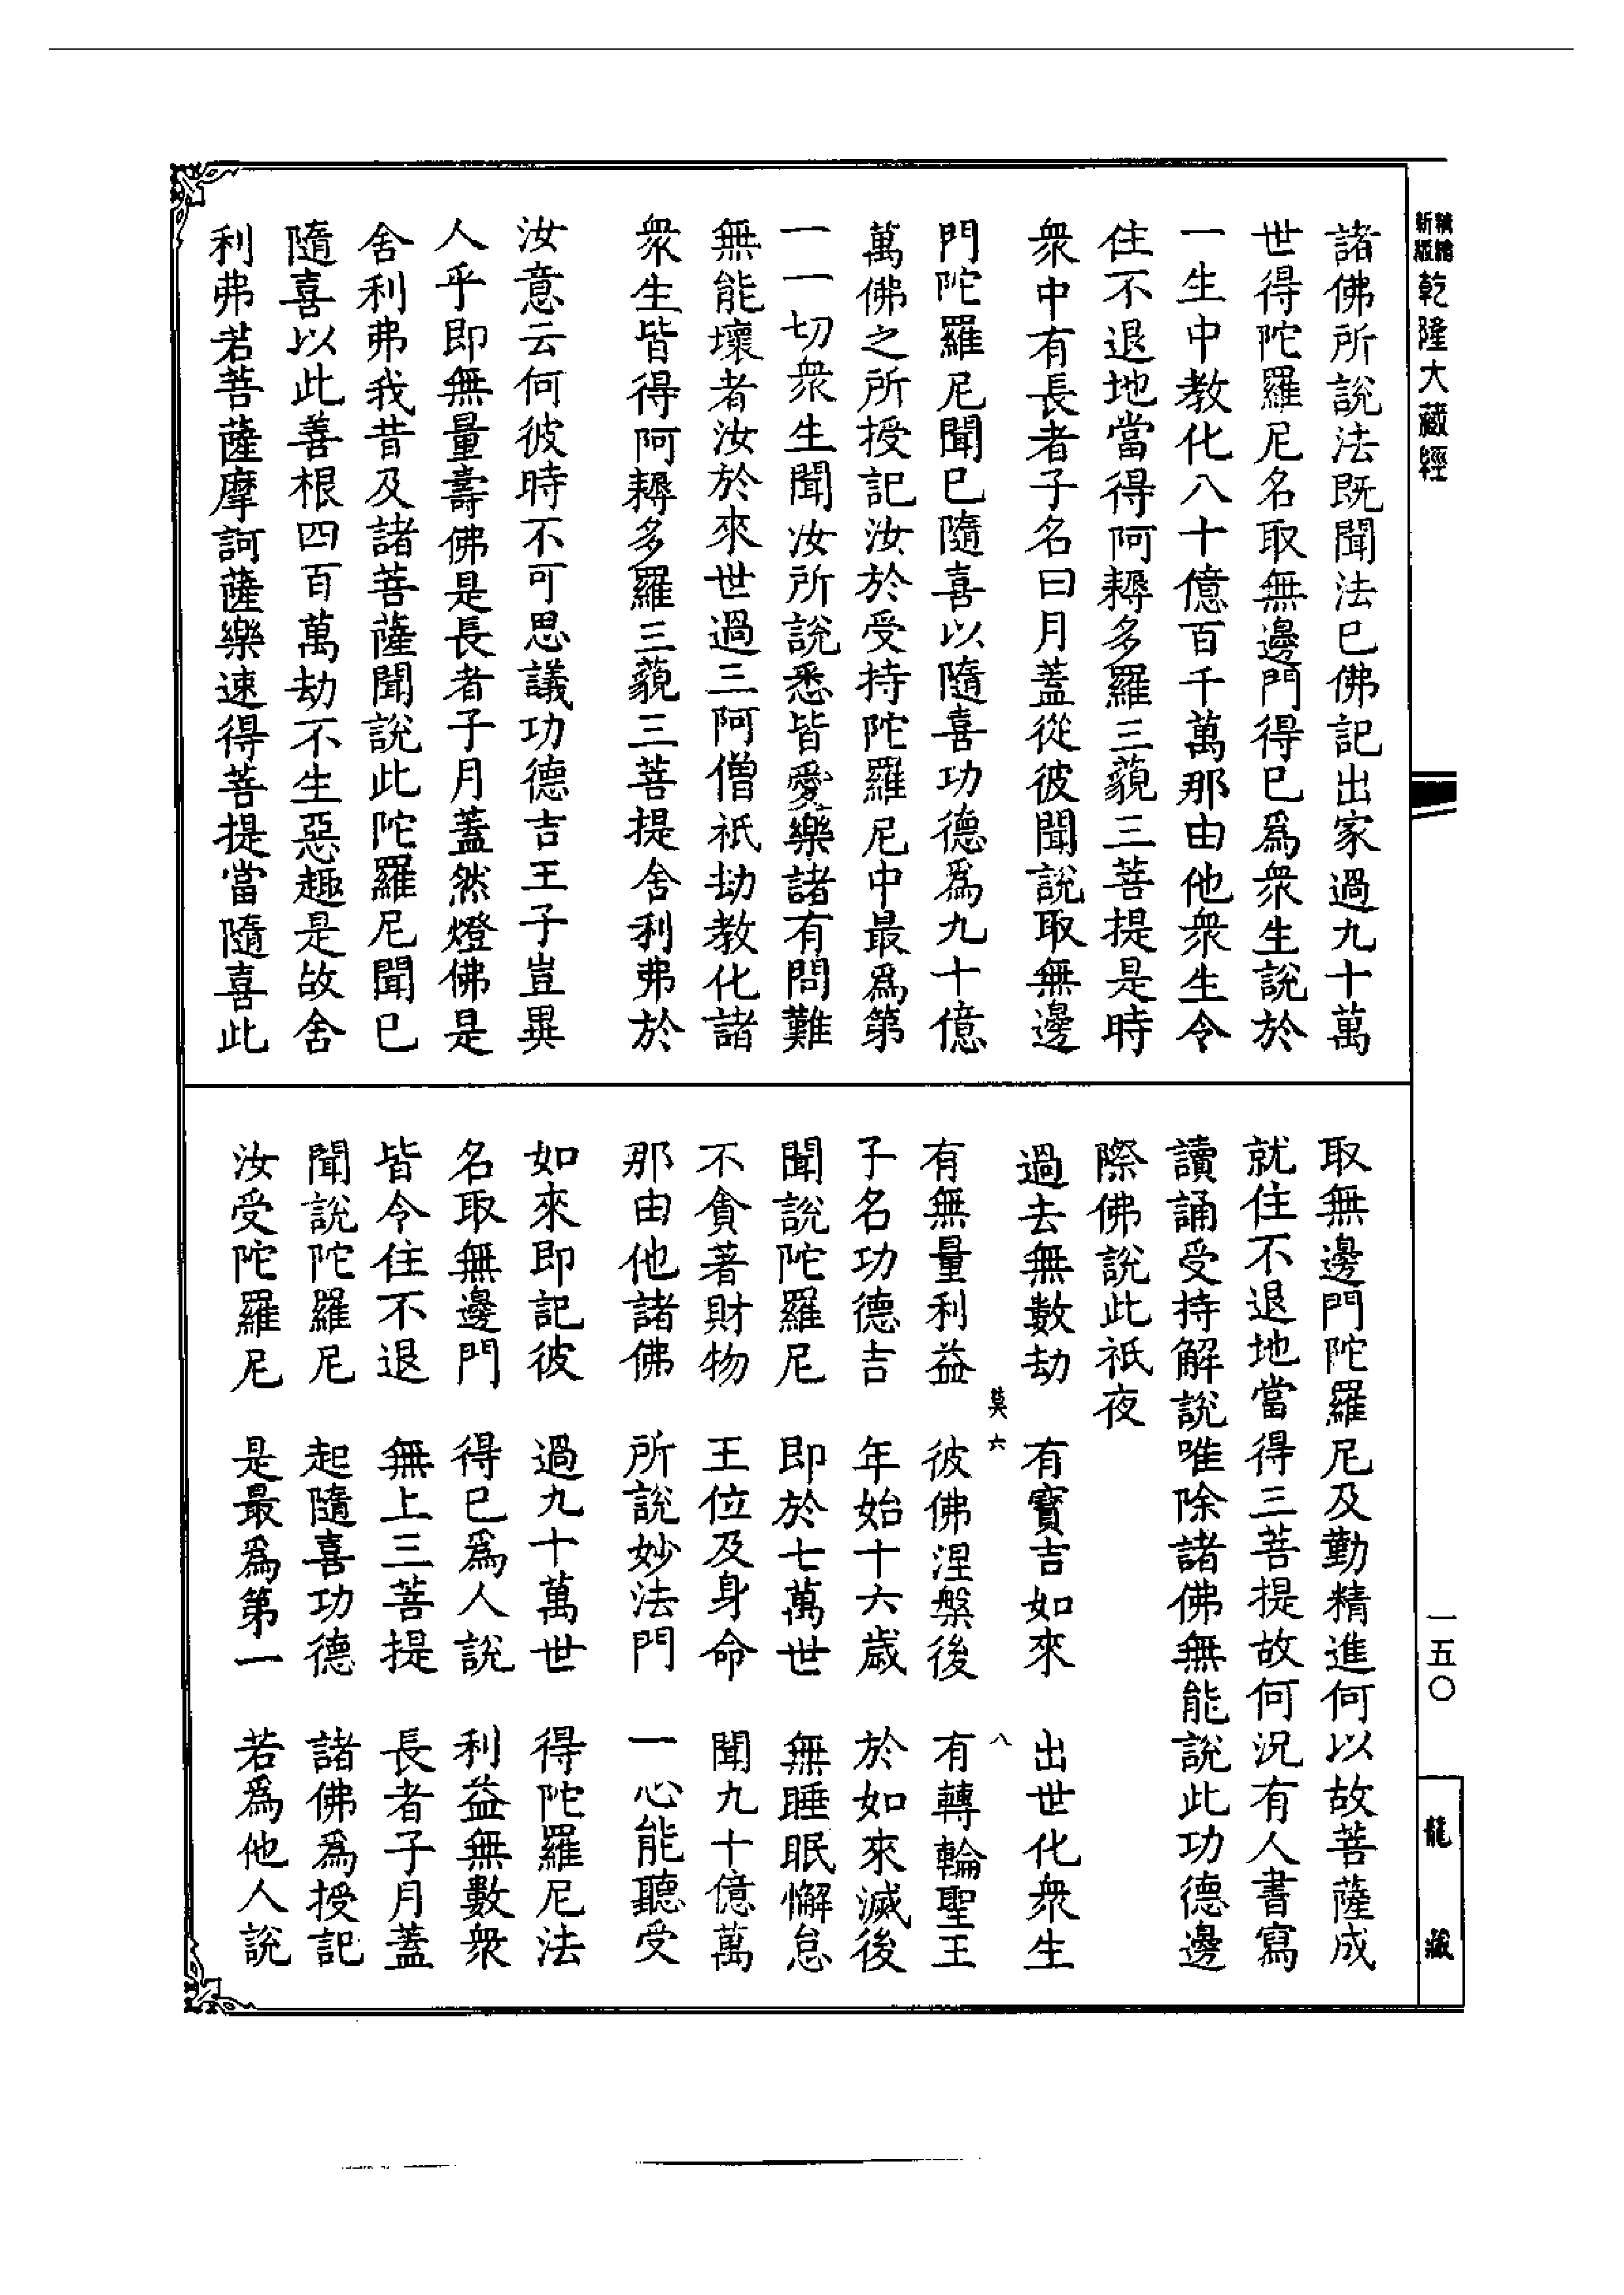 新版精縮乾隆大藏經
一五〇
龍藏
諸佛所說法既聞法已佛記出家過九十萬
世得陀羅尼名取無邊門得已爲衆生說於
一生中教化八十億百千萬那由他衆生令
住不退地當得阿耨多羅三藐三菩提是時
衆中有長者子名曰月蓋從彼聞說取無邊
門陀羅尼聞已隨喜以隨喜功德爲九十億
萬佛之所授記汝於受持陀羅尼中最爲第
一一切衆生聞汝所說悉皆愛樂諸有問難
無能壞者汝於來世過三阿僧祇劫教化諸
衆生皆得阿耨多羅三藐三菩提舍利弗於
汝意云何彼時不可思議功德吉王子豈異
人乎即無量壽佛是長者子月蓋然燈佛是
舍利弗我昔及諸菩薩聞說此陀羅尼聞已
隨喜以此善根四百萬劫不生惡趣是故舍
利弗若菩薩摩訶薩樂速得菩提當隨喜此
取無邊門陀羅尼及勤精進何以故菩薩成
就住不退地當得三菩提故何況有人書寫
讀誦受持解說唯除諸佛無能說此功德邊
際佛說此祇夜
過去無數劫　有寶吉如來　出世化衆生
莫六　八
有無量利益　彼佛涅槃後　有轉輪聖王
子名功德吉　年始十六歲　於如來滅後
聞說陀羅尼　即於七萬世　無睡眠懈怠
不貪著財物　王位及身命　聞九十億萬
那由他諸佛　所說妙法門　一心能聽受
如來即記彼　過九十萬世　得陀羅尼法
名取無邊門　得已爲人說　利益無數衆
皆令住不退　無上三菩提　長者子月蓋
聞說陀羅尼　起隨喜功德　諸佛爲授記
汝受陀羅尼　是最爲第一　若爲他人說